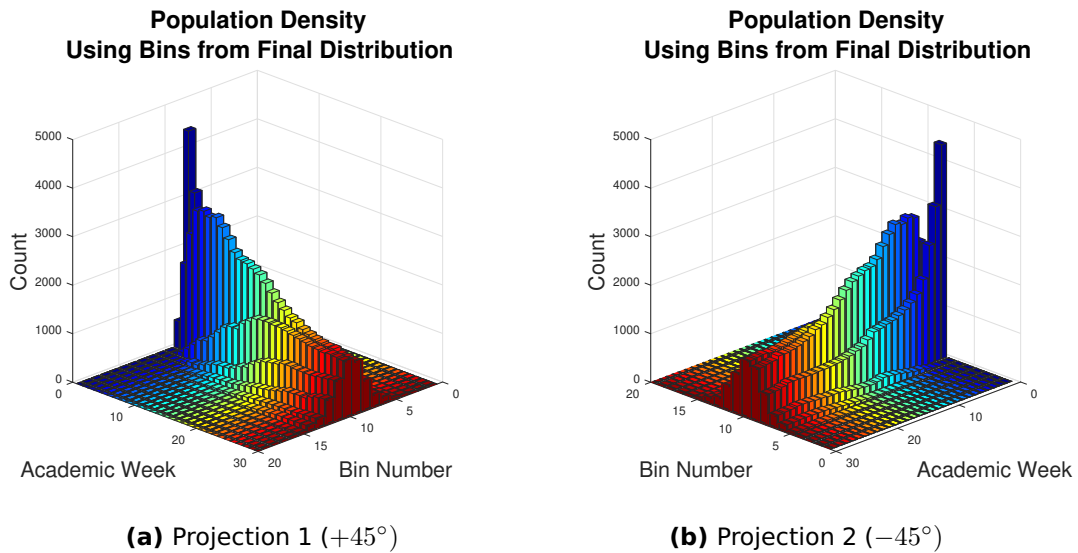 Population Density
Using Bins from Final Distribution
5000
4000
3000
2000
1000
0
Count
0
10
20
30
Academic Week
20
15
10
5
0
Bin Number
(a) Projection 1 (+45°)
Population Density
Using Bins from Final Distribution
5000
4000
3000
2000
1000
0
Count
20
15
10
5
0
Bin Number
30
20
10
0
Academic Week
(b) Projection 2 (−45°)